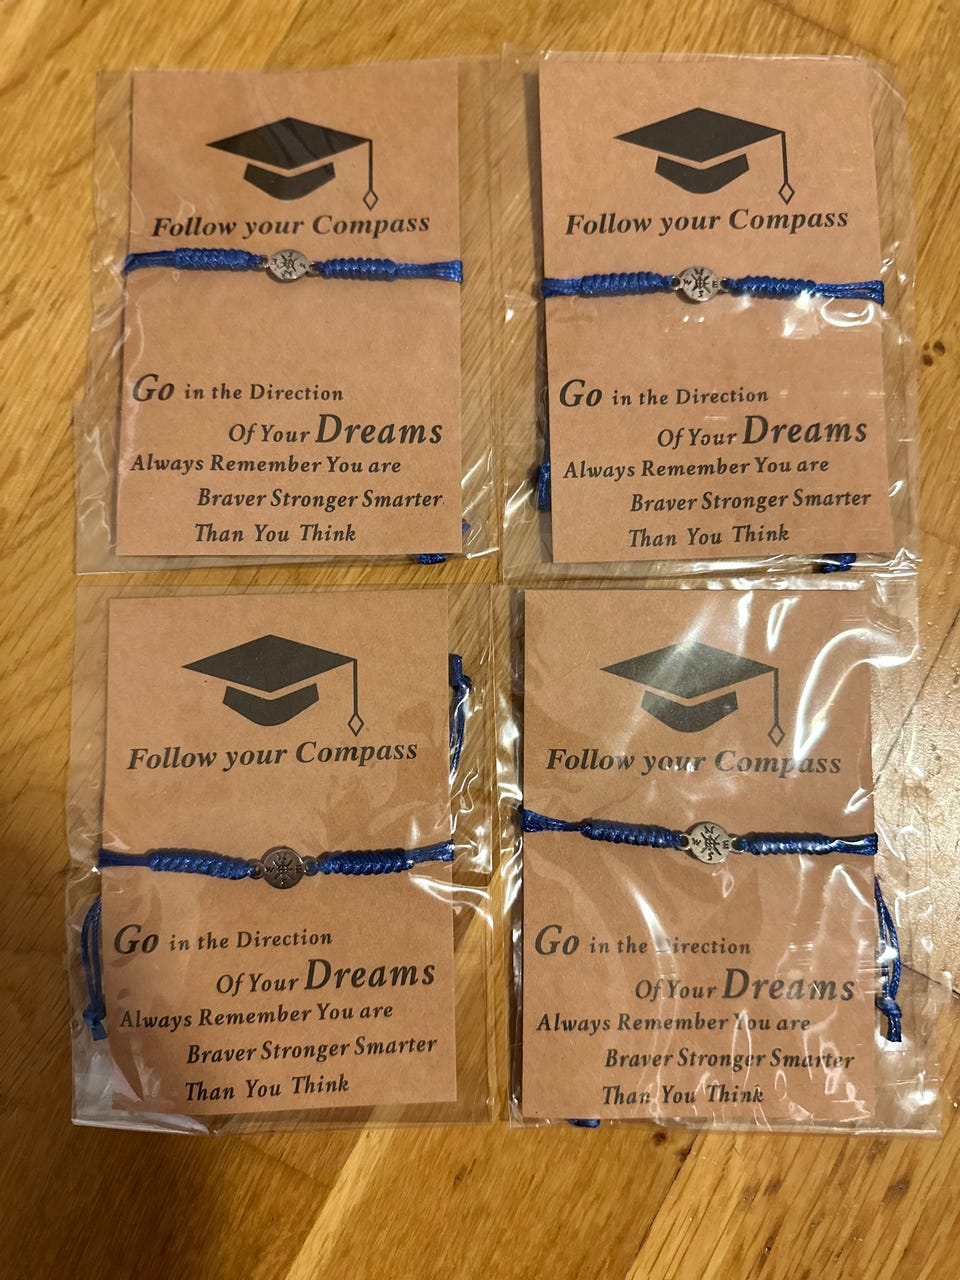 Follow your Compass
Go in the Direction
Of Your Dreams
Always Remember You are
Braver Stronger Smarter
Than You Think
Follow your Compass
W E
S
Go in the Direction
Of Your Dreams
Always Remember You are
Braver Stronger Smarter
Than You Think
Follow your Compass
W E
S
Go in the Direction
Of Your Dreams
Always Remember You are
Braver Stronger Smarter
Than You Think
Follow your Compass
N
W E
S
Go in the Direction
Of Your Dreams
Always Remember You are
Braver Stronger Smarter
Than You Think